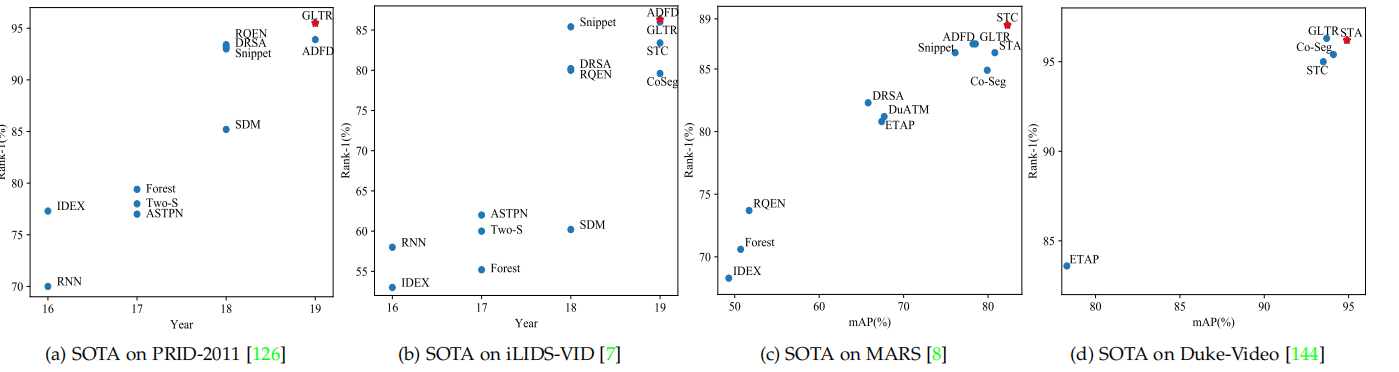 GLTR
95
RQEN
DRSA
Snippet
ADFD
90
85
SDM
80
Forest
IDEX
Two-S
ASTPN
75
70
RNN
16
17
18
19
Year
Rank-1(%)
(a) SOTA on PRID-2011 [126]
ADFD
85
Snippet
GLTR
STC
80
DRSA
RQEN
CoSeg
75
70
65
ASTPN
60
Two-S
SDM
RNN
55
Forest
IDEX
16
17
18
19
Year
Rank-1(%)
(b) SOTA on iLIDS-VID [7]
89
STC
ADFD
GLTR
Snippet
STA
85
Co-Seg
DRSA
DuATM
80
ETAP
75
RQEN
70
Forest
IDEX
50
60
70
80
mAP(%)
Rank-1(%)
(c) SOTA on MARS [8]
GLTR
STA
Co-Seg
95
STC
90
85
ETAP
80
85
90
95
mAP(%)
Rank-1(%)
(d) SOTA on Duke-Video [144]